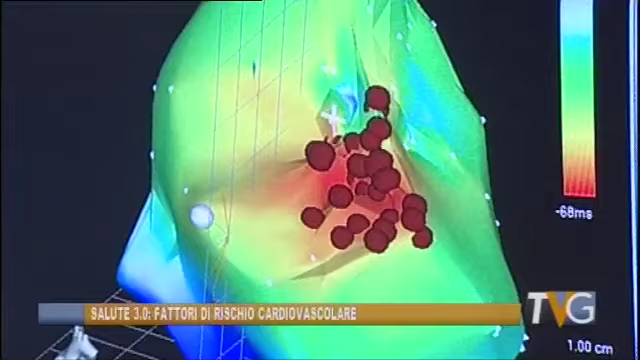 -68ms
SALUTE 3.0: FATTORI DI RISCHIO CARDIOVASCOLARE
TVG
1.00 cm